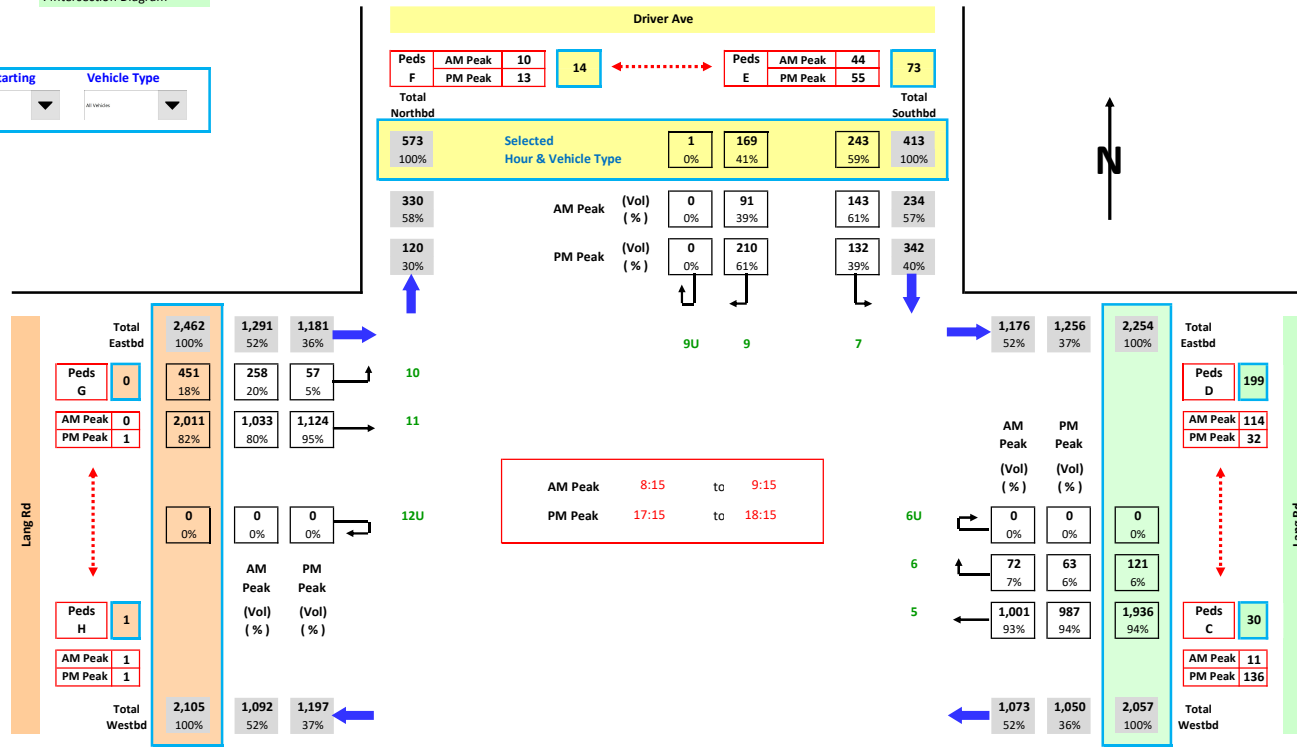 Intersection Diagram
Driver Ave
arting Vehicle Type
All Vehicles
Peds F AM Peak 10 PM Peak 13 14
Peds E AM Peak 44 PM Peak 55 73
Total Northbd
Total Southbd
573 100%
Selected Hour & Vehicle Type
1 0% 169 41% 243 59% 413 100%
330 58%
AM Peak (Vol) ( % )
0 0% 91 39% 143 61% 234 57%
120 30%
PM Peak (Vol) ( % )
0 0% 210 61% 132 39% 342 40%
N
9U 9 7
Lang Rd
Total Eastbd
2,462 100% 1,291 52% 1,181 36%
Peds G 0
451 18% 258 20% 57 5%
10
AM Peak 0
PM Peak 1
2,011 82% 1,033 80% 1,124 95%
11
0 0% 0 0% 0 0%
12U
AM Peak (Vol) ( % )
PM Peak (Vol) ( % )
Peds H 1
AM Peak 1
PM Peak 1
Total Westbd
2,105 100% 1,092 52% 1,197 37%
AM Peak 8:15 to 9:15
PM Peak 17:15 to 18:15
1,176 52% 1,256 37% 2,254 100%
Total Eastbd
Peds D 199
AM Peak 114
PM Peak 32
AM Peak (Vol) ( % )
PM Peak (Vol) ( % )
6U
0 0% 0 0% 0 0%
6
72 7% 63 6% 121 6%
5
1,001 93% 987 94% 1,936 94%
Peds C 30
AM Peak 11
PM Peak 136
1,073 52% 1,050 36% 2,057 100%
Total Westbd
Lang Rd